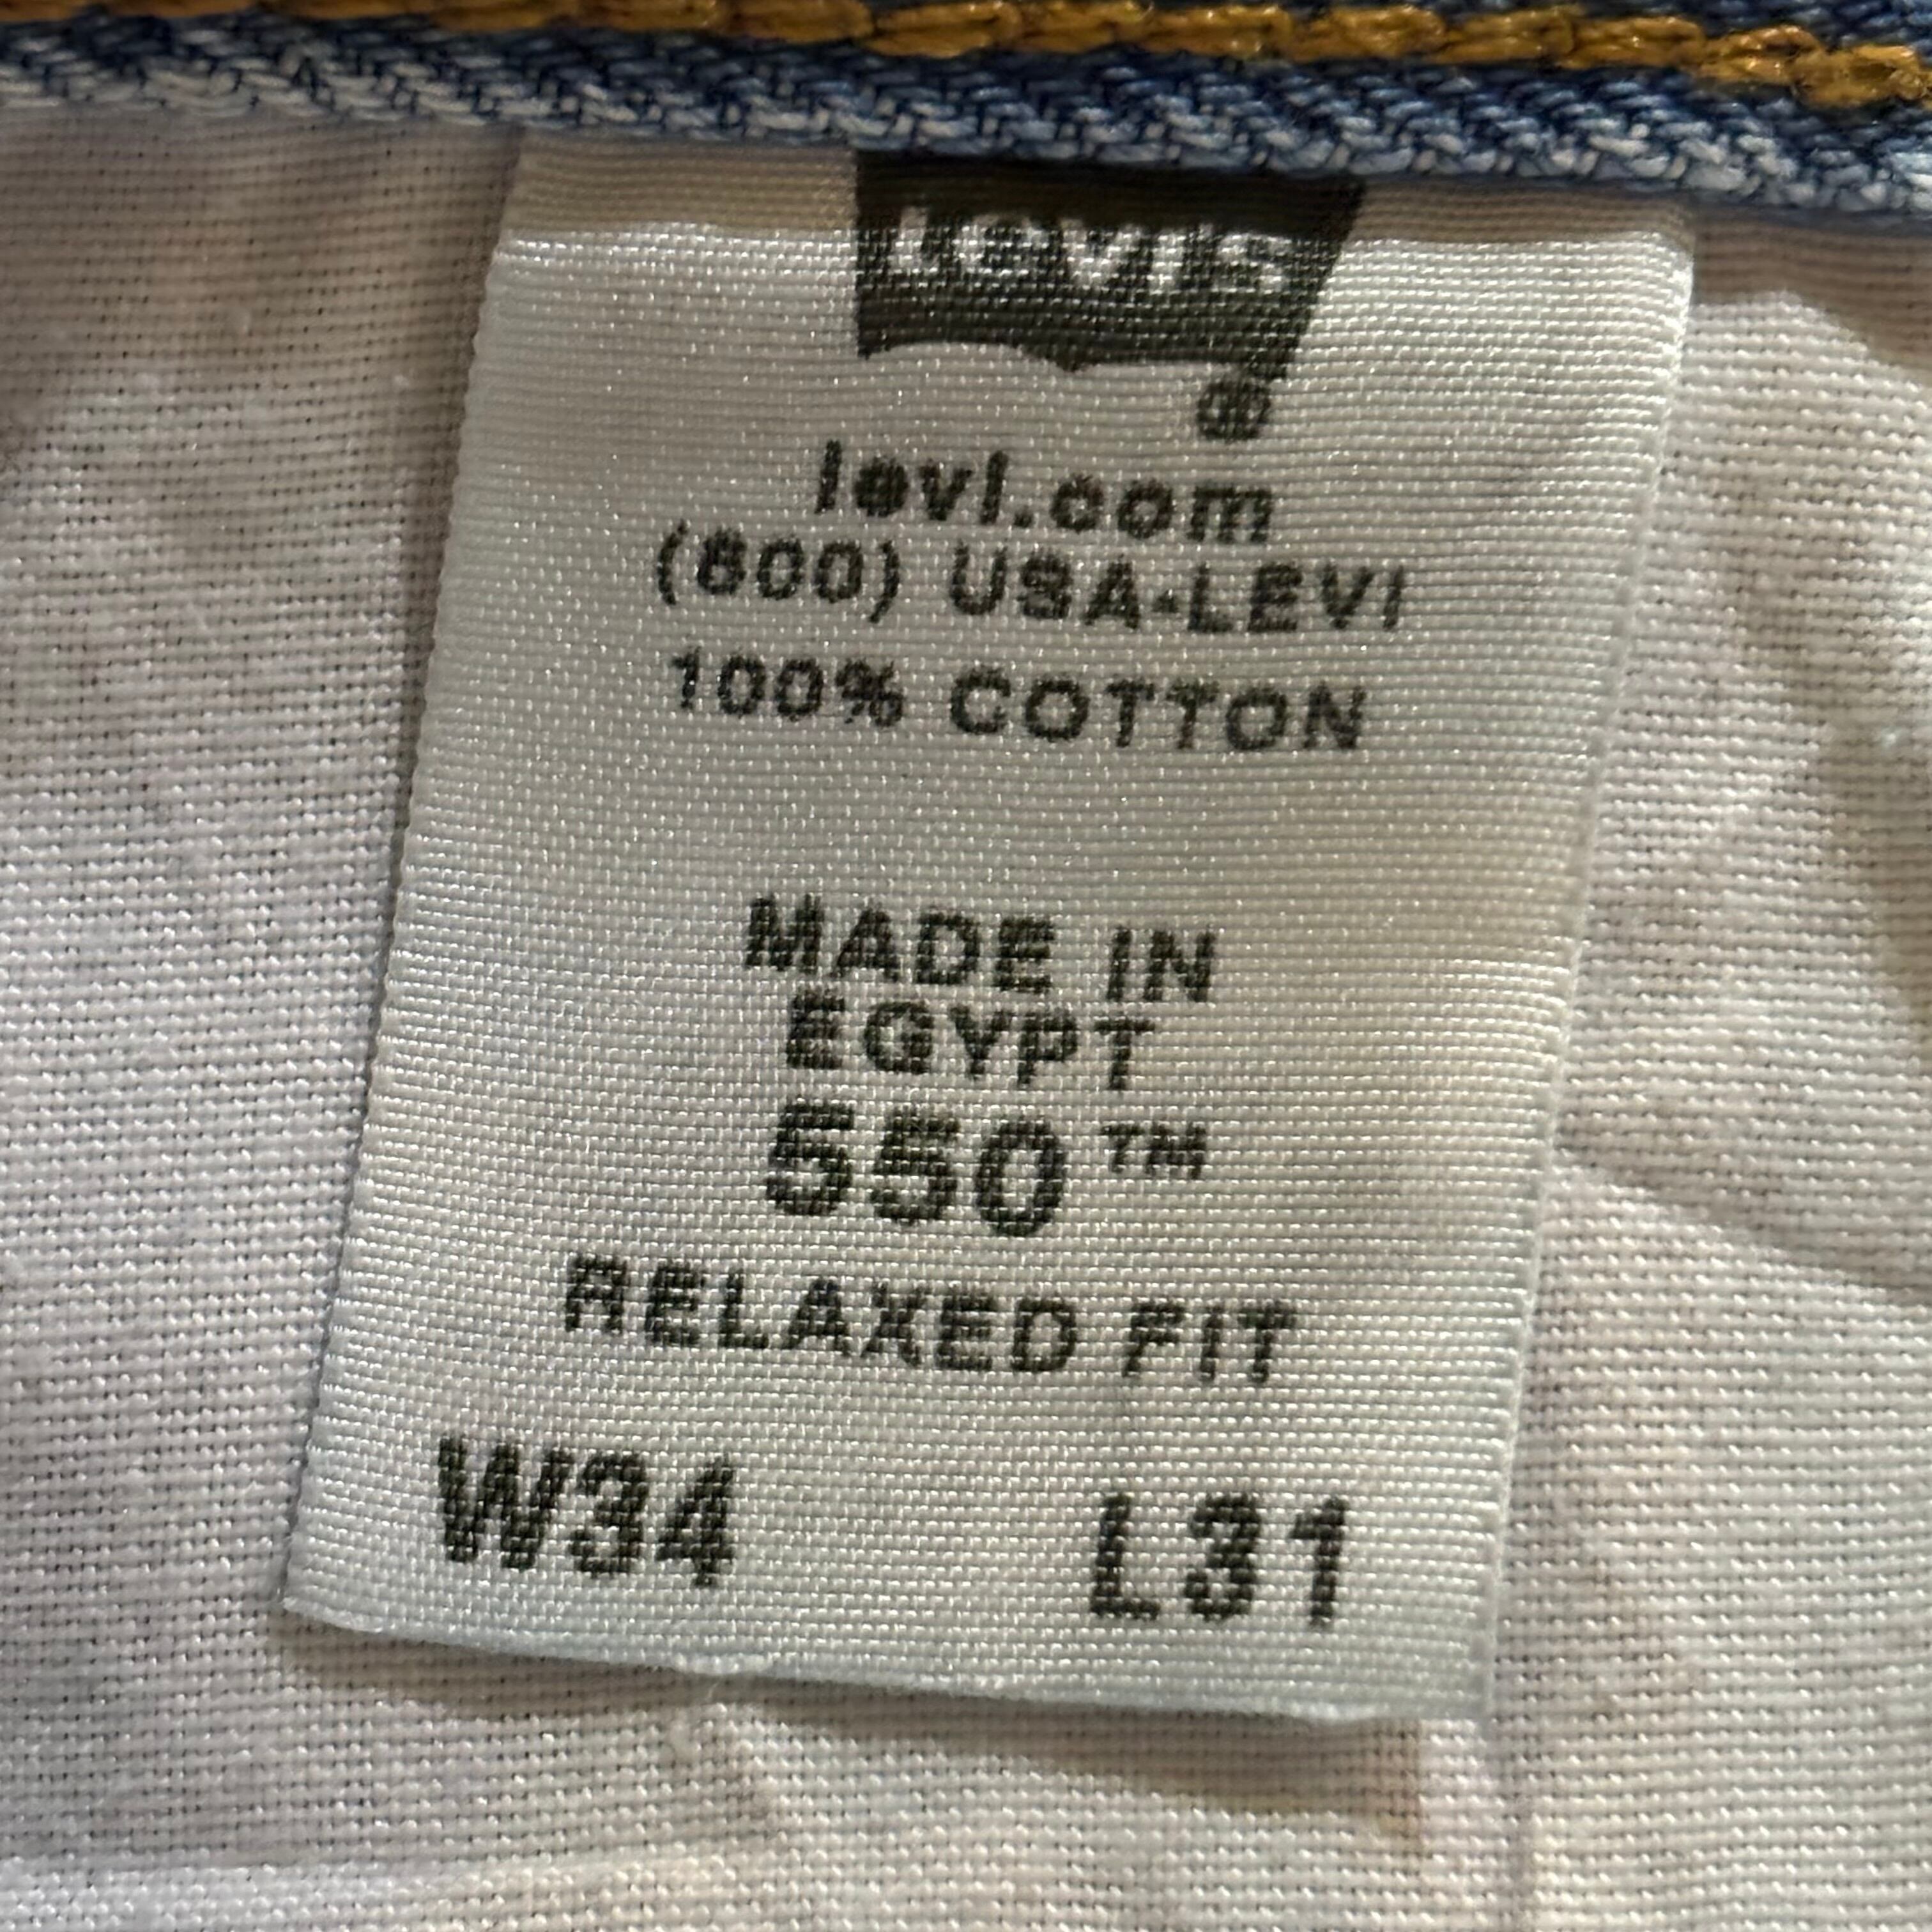 Levi's
®
levi.com
(800) USA-LEVI
100% COTTON
MADE IN
EGYPT
550™
RELAXED FIT
W34 L31